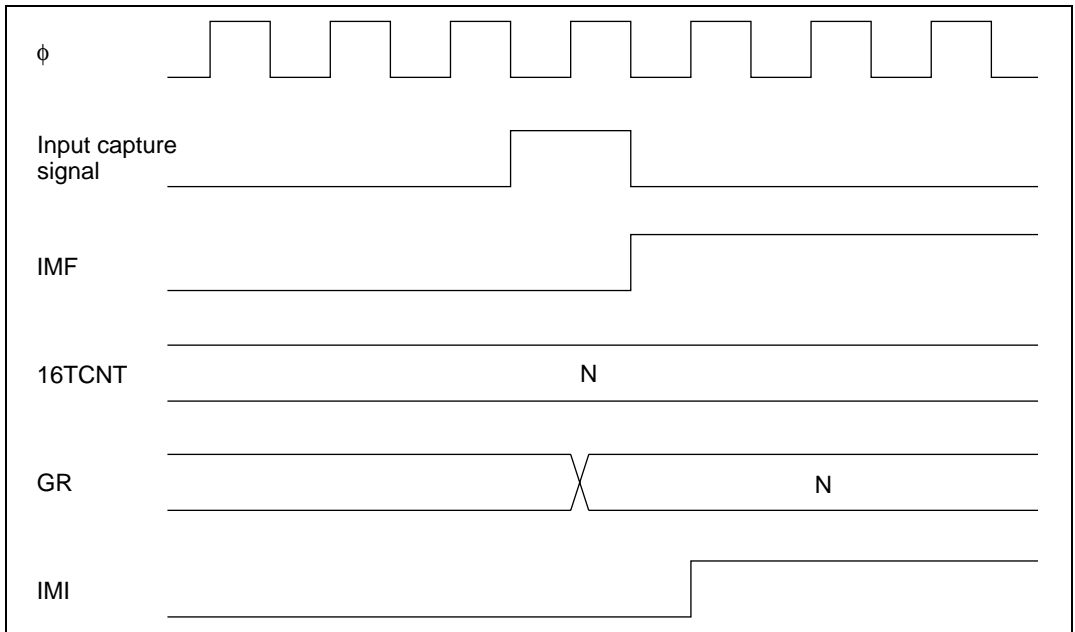 ϕ
Input capture
signal
IMF
16TCNT
N
GR
N
IMI